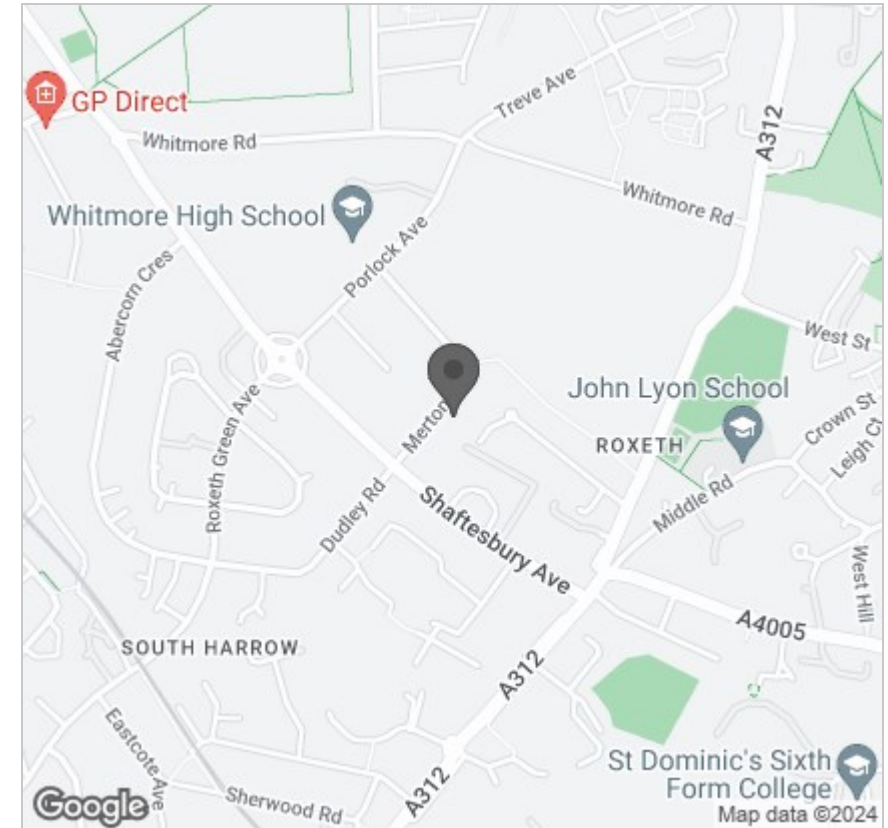 GP Direct
Treve Ave
A312
Whitmore Rd
Whitmore Rd
Whitmore High School
Porlock Ave
Abercorn Cres
West St
John Lyon School
Crown St
Leigh Ct
Merton
ROXETH
Roxeth Green Ave
Middle Rd
Dudley Rd
Shaftesbury Ave
West Hill
A4005
SOUTH HARROW
A312
Eastcote Ave
St Dominic's Sixth
Form College
A312
Sherwood Rd
Google
Map data ©2024